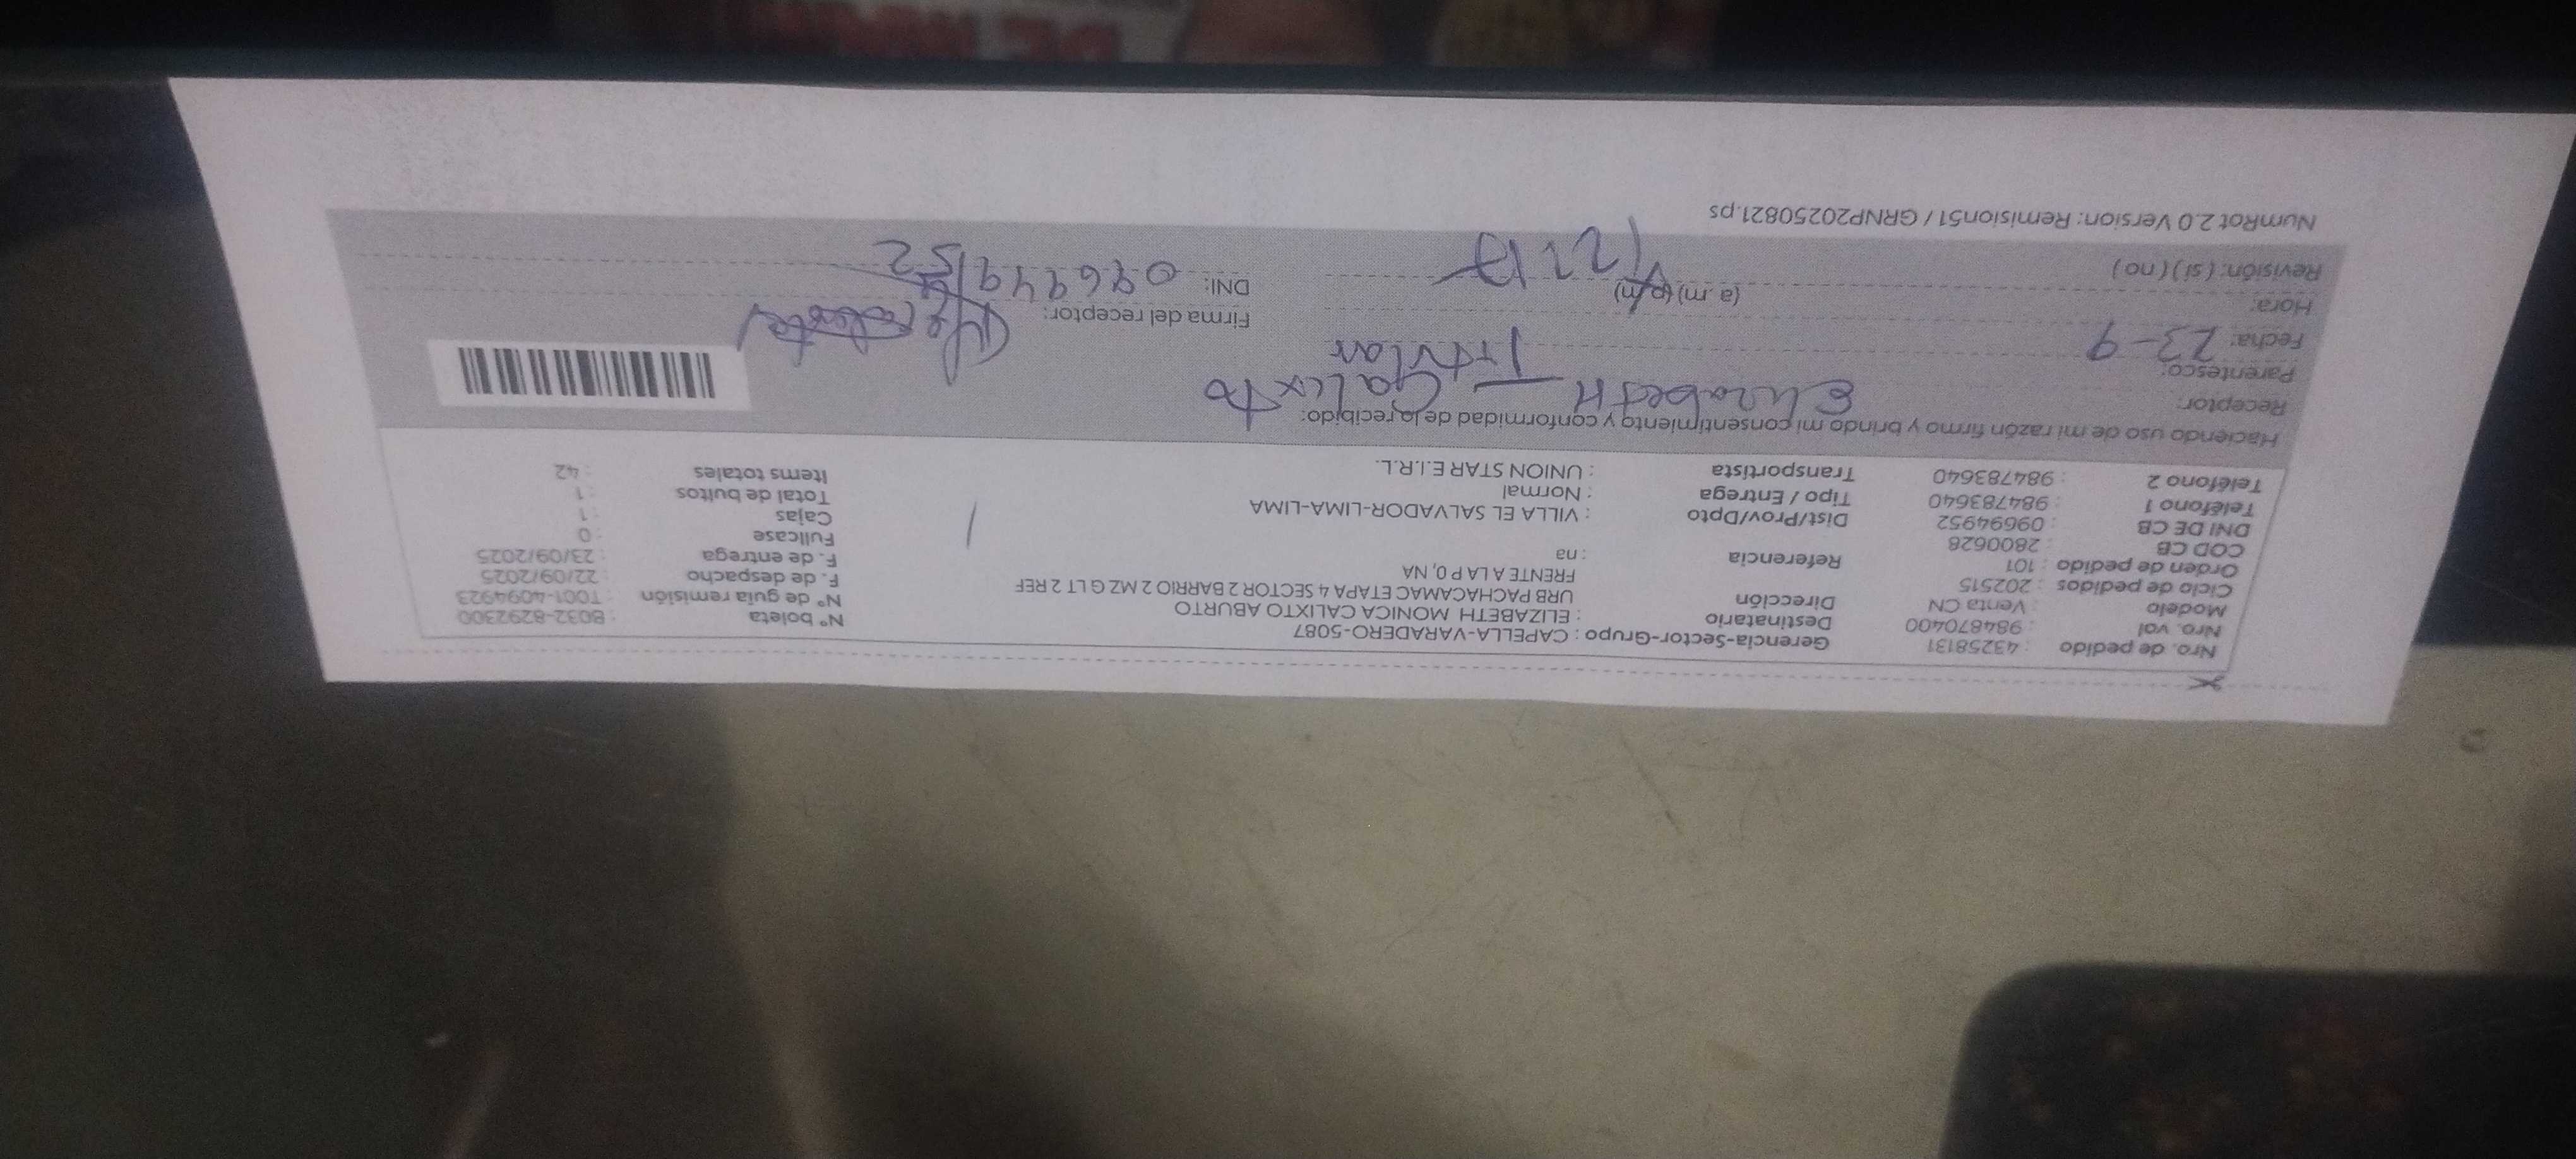 Nro. de pedido : 43258131 Gerencia-Sector-Grupo : CAPELLA-VARADERO-5087 N° boleta : B032-8292300
Nro. vol : 984870400 Destinatario : ELIZABETH MONICA CALIXTO ABURTO N° de guia remisión : T001-4094923
Modelo : Venta CN Dirección URB PACHACAMAC ETAPA 4 SECTOR 2 BARRIO 2 MZ G LT 2 REF F. de despacho : 22/09/2025
Ciclo de pedidos : 202515 FRENTE A LA P 0, NA F. de entrega : 23/09/2025
Orden de pedido : 101 Referencia : na Fullcase : 0
COD CB : 2800628 Dist/Prov/Dpto : VILLA EL SALVADOR-LIMA-LIMA Cajas : 1
DNI DE CB : 09694952 Tipo / Entrega : Normal Total de bultos : 1
Teléfono 1 : 984783640 Transportista : UNION STAR E.I.R.L. Items totales : 42
Teléfono 2 : 984783640
Haciendo uso de mi razón firmo y brindo mi consentimiento y conformidad de lo recibido:
Receptor: Elizabeth Calixto
Parentesco: Titular
Fecha: 23-9 Firma del receptor:
Hora: (a.m) (p.m) DNI:
Revisión: ( si ) ( no )
NumRot 2.0 Version: Remision51 / GRNP20250821.ps